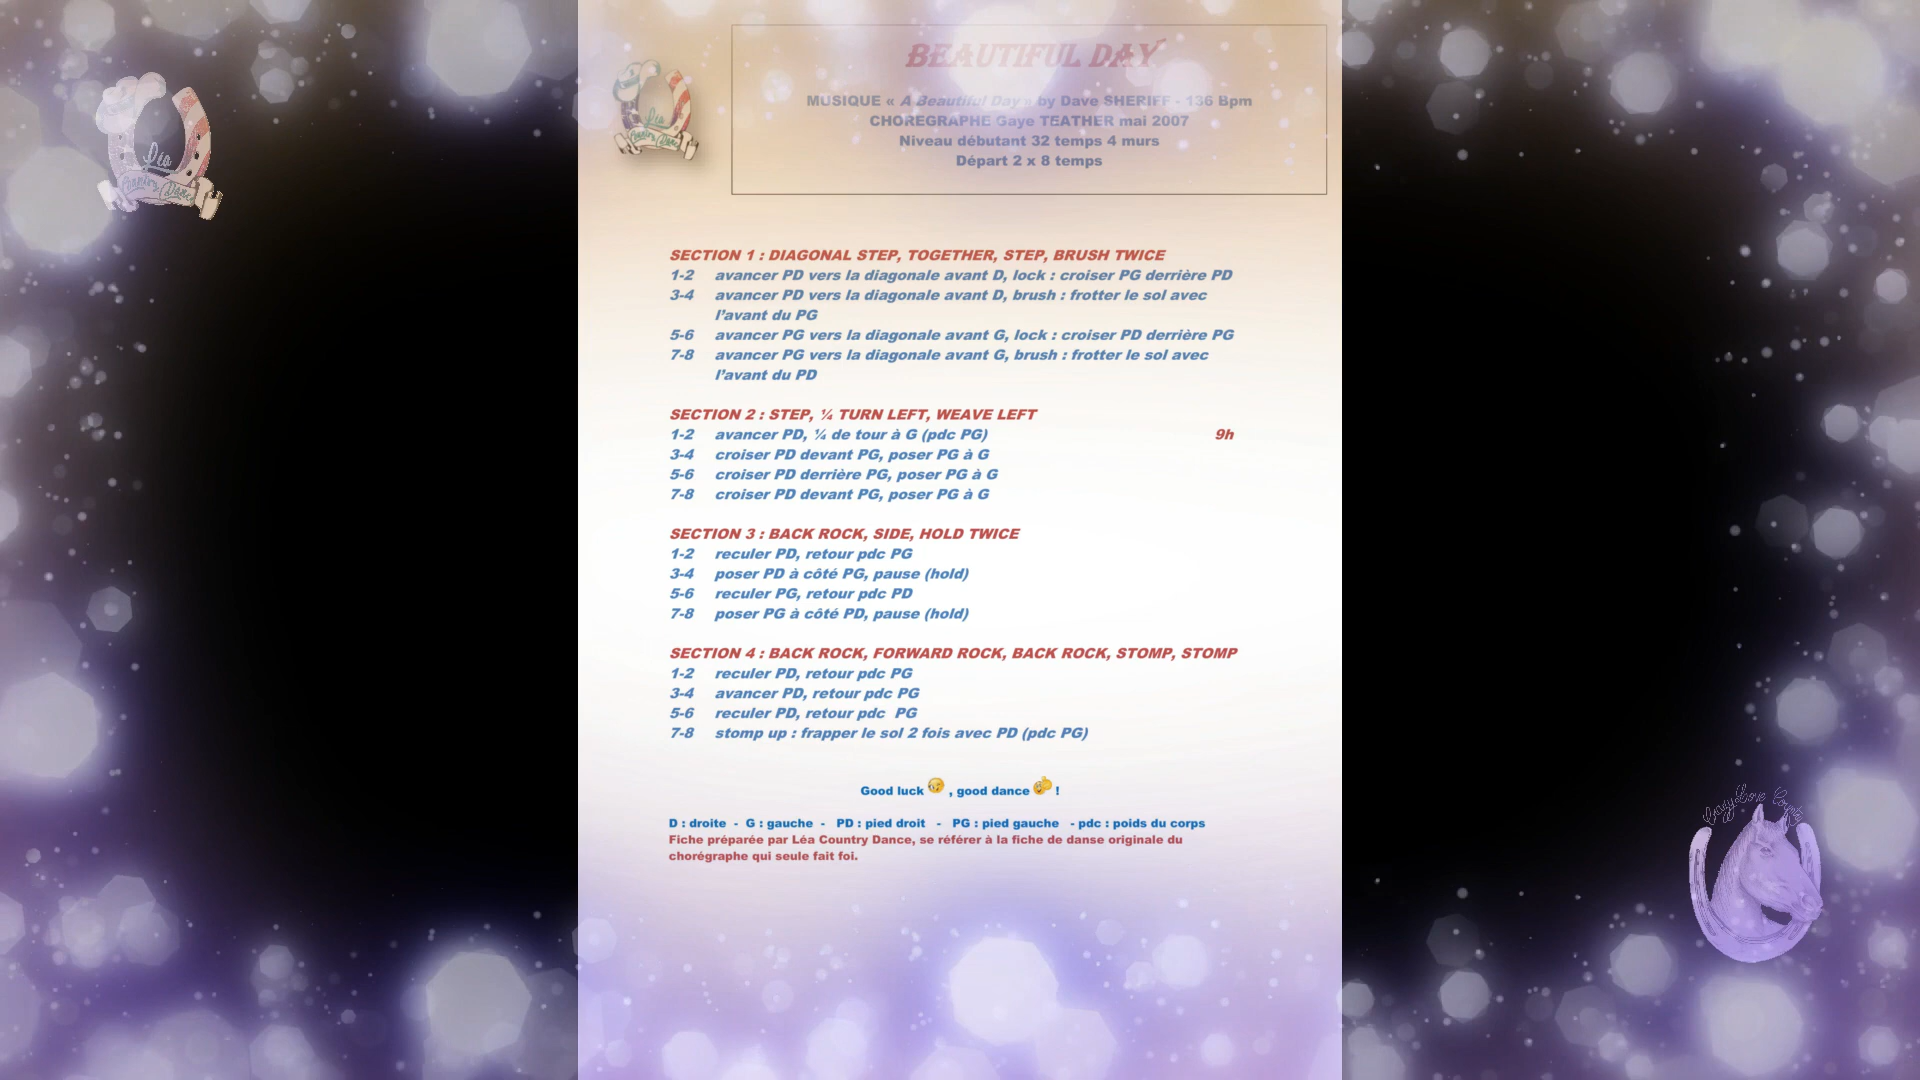 BEAUTIFUL DAY
MUSIQUE « A Beautiful Day » by Dave SHERIFF - 136 Bpm
CHOREGRAPHE Gaye TEATHER mai 2007
Niveau débutant 32 temps 4 murs
Départ 2 x 8 temps
Léa
Country Dance
Léa
Country Dance
SECTION 1 : DIAGONAL STEP, TOGETHER, STEP, BRUSH TWICE
1-2 avancer PD vers la diagonale avant D, lock : croiser PG derrière PD
3-4 avancer PD vers la diagonale avant D, brush : frotter le sol avec
l’avant du PG
5-6 avancer PG vers la diagonale avant G, lock : croiser PD derrière PG
7-8 avancer PG vers la diagonale avant G, brush : frotter le sol avec
l’avant du PD
SECTION 2 : STEP, ¼ TURN LEFT, WEAVE LEFT
1-2 avancer PD, ¼ de tour à G (pdc PG) 9h
3-4 croiser PD devant PG, poser PG à G
5-6 croiser PD derrière PG, poser PG à G
7-8 croiser PD devant PG, poser PG à G
SECTION 3 : BACK ROCK, SIDE, HOLD TWICE
1-2 reculer PD, retour pdc PG
3-4 poser PD à côté PG, pause (hold)
5-6 reculer PG, retour pdc PD
7-8 poser PG à côté PD, pause (hold)
SECTION 4 : BACK ROCK, FORWARD ROCK, BACK ROCK, STOMP, STOMP
1-2 reculer PD, retour pdc PG
3-4 avancer PD, retour pdc PG
5-6 reculer PD, retour pdc PG
7-8 stomp up : frapper le sol 2 fois avec PD (pdc PG)
Good luck , good dance !
D : droite - G : gauche - PD : pied droit - PG : pied gauche - pdc : poids du corps
Fiche préparée par Léa Country Dance, se référer à la fiche de danse originale du
chorégraphe qui seule fait foi.